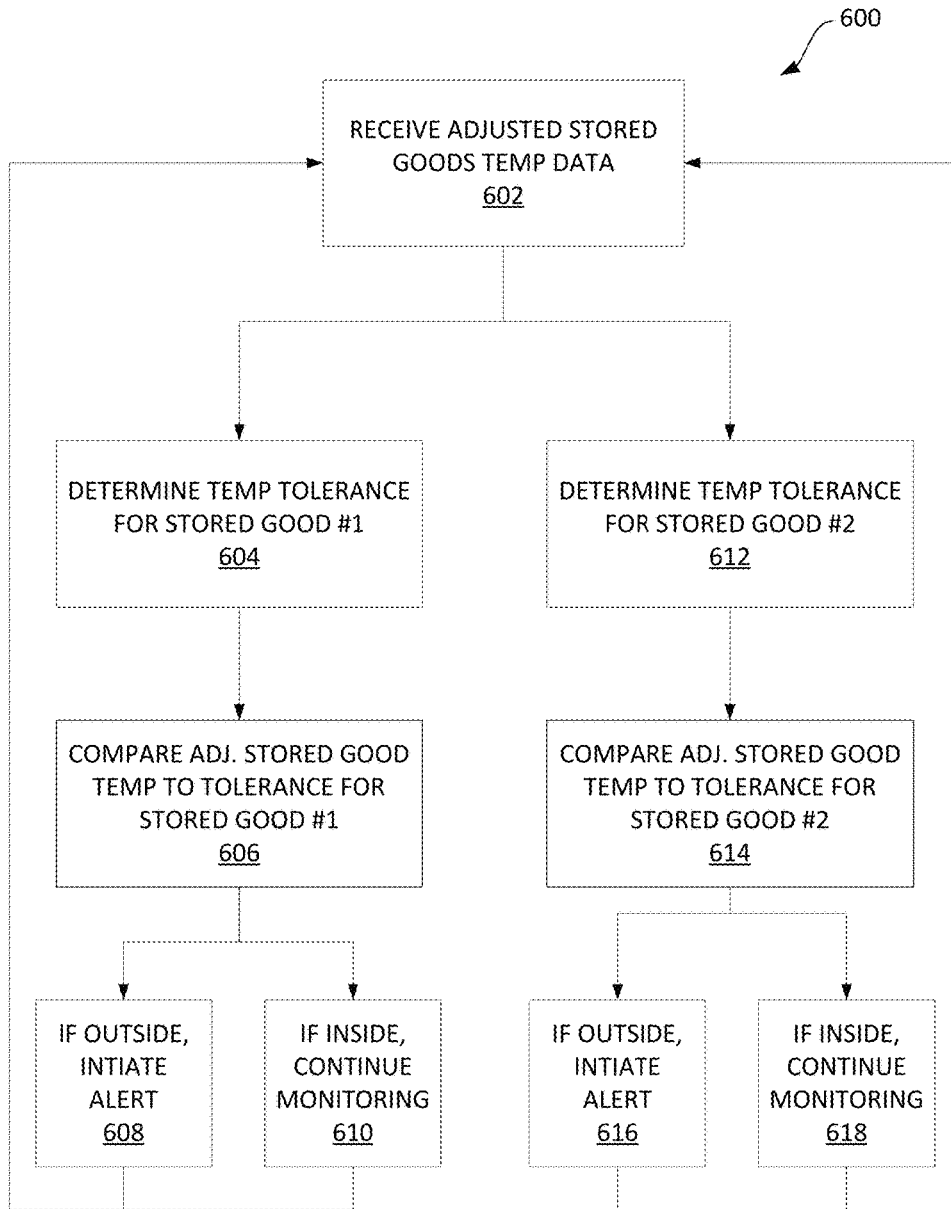 600
RECEIVE ADJUSTED STORED
GOODS TEMP DATA
602
DETERMINE TEMP TOLERANCE
FOR STORED GOOD #1
604
DETERMINE TEMP TOLERANCE
FOR STORED GOOD #2
612
COMPARE ADJ. STORED GOOD
TEMP TO TOLERANCE FOR
STORED GOOD #1
606
COMPARE ADJ. STORED GOOD
TEMP TO TOLERANCE FOR
STORED GOOD #2
614
IF OUTSIDE,
INTIATE
ALERT
608
IF INSIDE,
CONTINUE
MONITORING
610
IF OUTSIDE,
INTIATE
ALERT
616
IF INSIDE,
CONTINUE
MONITORING
618